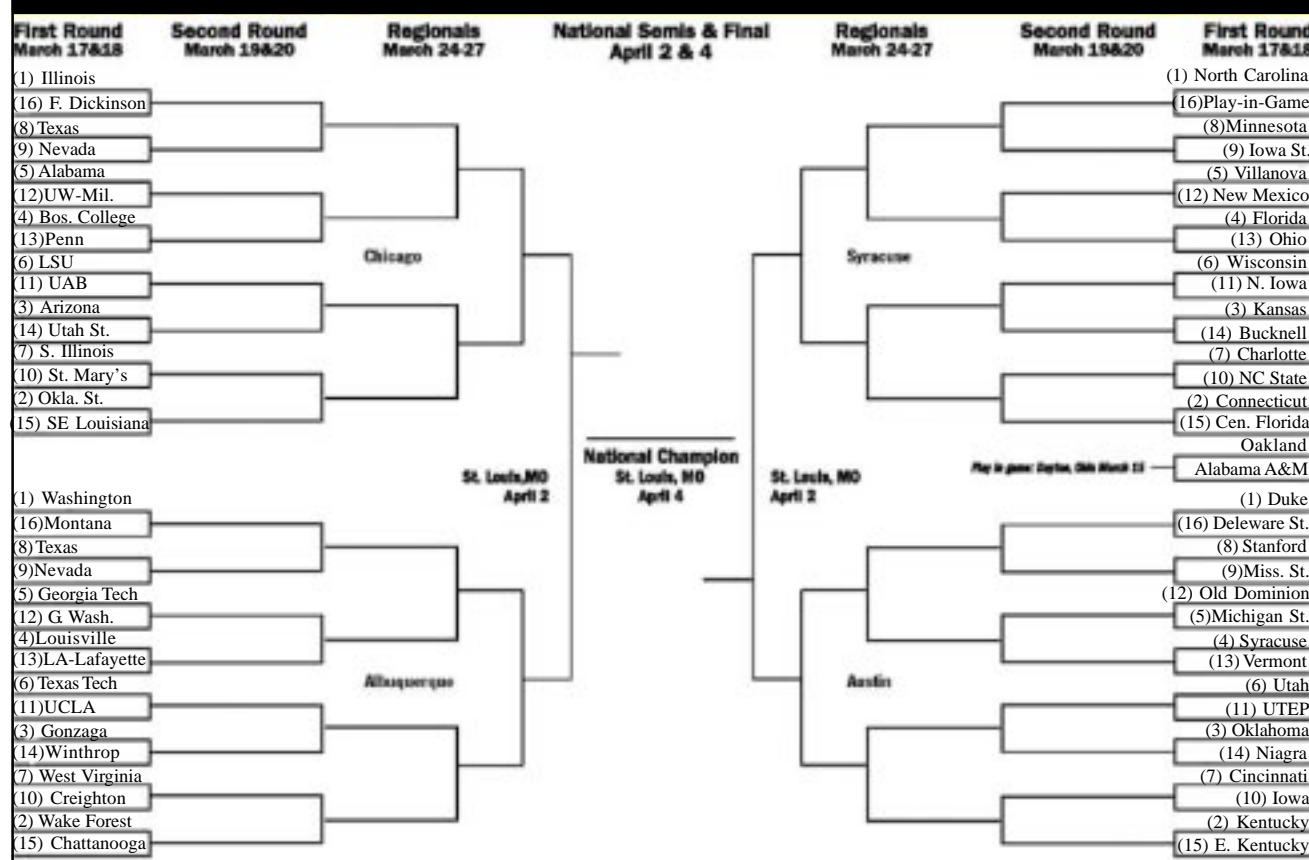 First Round
March 17&18
Second Round
March 19&20
Regionals
March 24-27
National Semis & Final
April 2 & 4
Regionals
March 24-27
Second Round
March 19&20
First Round
March 17&18
(1) Illinois
(16) F. Dickinson
(8)Texas
(9) Nevada
(5) Alabama
(12)UW-Mil.
(4) Bos. College
(13)Penn
(6) LSU
(11) UAB
(3) Arizona
(14) Utah St.
(7) S. Illinois
(10) St. Mary's
(2) Okla. St.
(15) SE Louisiana
Chicago
(1) Washington
(16)Montana
(8)Texas
(9)Nevada
(5) Georgia Tech
(12) G. Wash.
(4)Louisville
(13)LA-Lafayette
(6) Texas Tech
(11)UCLA
(3) Gonzaga
(14)Winthrop
(7) West Virginia
(10) Creighton
(2) Wake Forest
(15) Chattanooga
Albuquerque
St. Louis,MO
April 2
National Champion
St. Louis, MO
April 4
St. Louis, MO
April 2
Syracuse
(1) North Carolina
(16)Play-in-Game
(8)Minnesota
(9) Iowa St.
(5) Villanova
(12) New Mexico
(4) Florida
(13) Ohio
(6) Wisconsin
(11) N. Iowa
(3) Kansas
(14) Bucknell
(7) Charlotte
(10) NC State
(2) Connecticut
(15) Cen. Florida
Oakland
Play in game: Dayton, Ohio March 15
Alabama A&M
Austin
(1) Duke
(16) Deleware St.
(8) Stanford
(9)Miss. St.
(12) Old Dominion
(5)Michigan St.
(4) Syracuse
(13) Vermont
(6) Utah
(11) UTEP
(3) Oklahoma
(14) Niagra
(7) Cincinnati
(10) Iowa
(2) Kentucky
(15) E. Kentucky